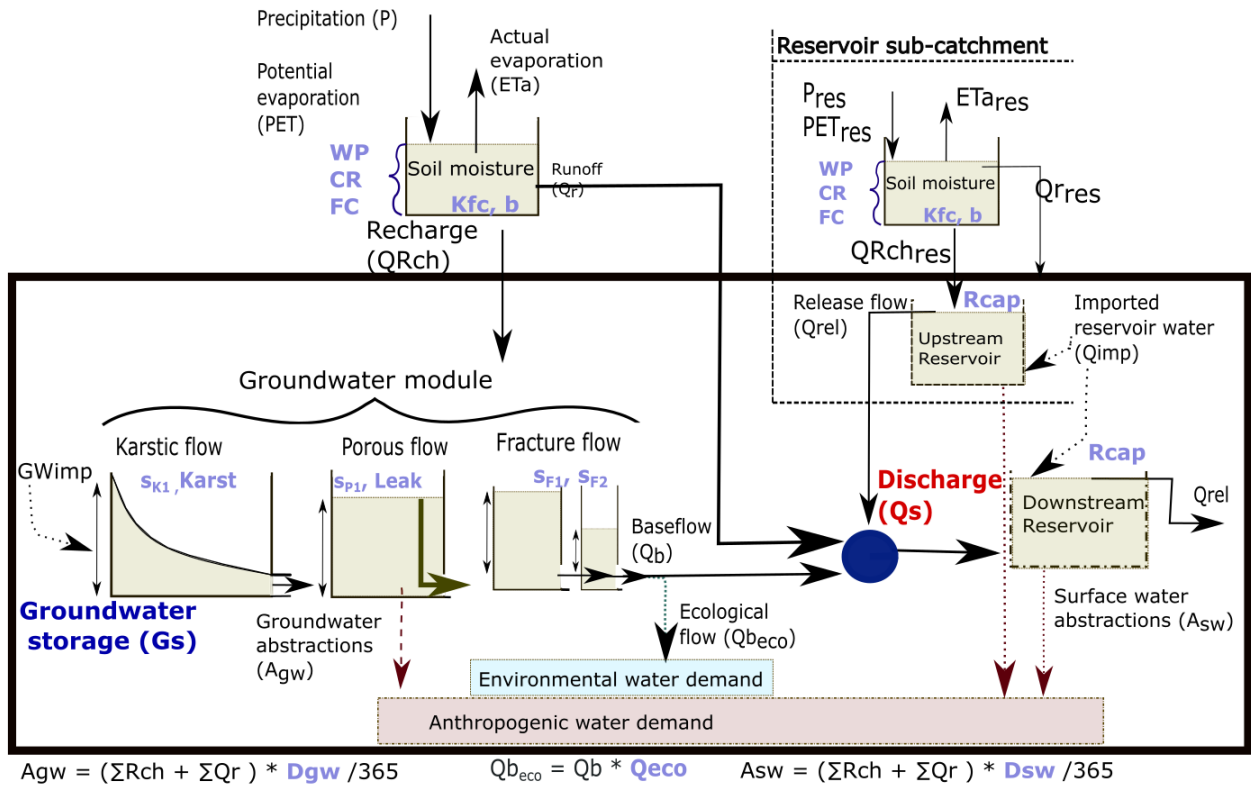 Precipitation (P)
Potential
evaporation
(PET)
Actual
evaporation
(ETa)
WP
CR
FC
Soil moisture
Kfc, b
Runoff
(Qr)
Recharge
(QRch)
Reservoir sub-catchment
Pres
PETres
ETares
WP
CR
FC
Soil moisture
Kfc, b
Qrres
QRchres
Release flow
(Qrel)
Rcap
Upstream
Reservoir
Imported
reservoir water
(Qimp)
Groundwater module
Karstic flow
Porous flow
Fracture flow
GWimp
sK1, Karst
sP1, Leak
sF1, sF2
Baseflow
(Qb)
Discharge
(Qs)
Rcap
Downstream
Reservoir
Qrel
Groundwater
storage (Gs)
Groundwater
abstractions
(Agw)
Ecological
flow (Qbeco)
Surface water
abstractions (Asw)
Environmental water demand
Anthropogenic water demand
Agw = (∑Rch + ∑Qr ) * Dgw /365
Qbeco = Qb * Qeco
Asw = (∑Rch + ∑Qr ) * Dsw /365